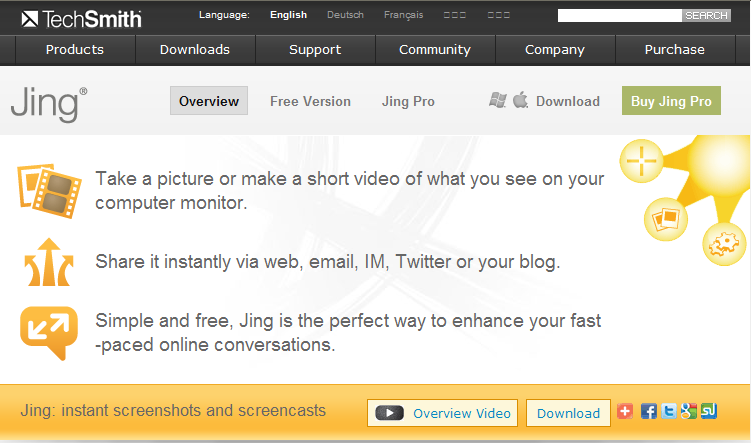 TechSmith
Language: English Deutsch Français
SEARCH
Products Downloads Support Community Company Purchase
Jing®
Overview Free Version Jing Pro Download Buy Jing Pro
Take a picture or make a short video of what you see on your
computer monitor.
Share it instantly via web, email, IM, Twitter or your blog.
Simple and free, Jing is the perfect way to enhance your fast
-paced online conversations.
Jing: instant screenshots and screencasts
Overview Video
Download